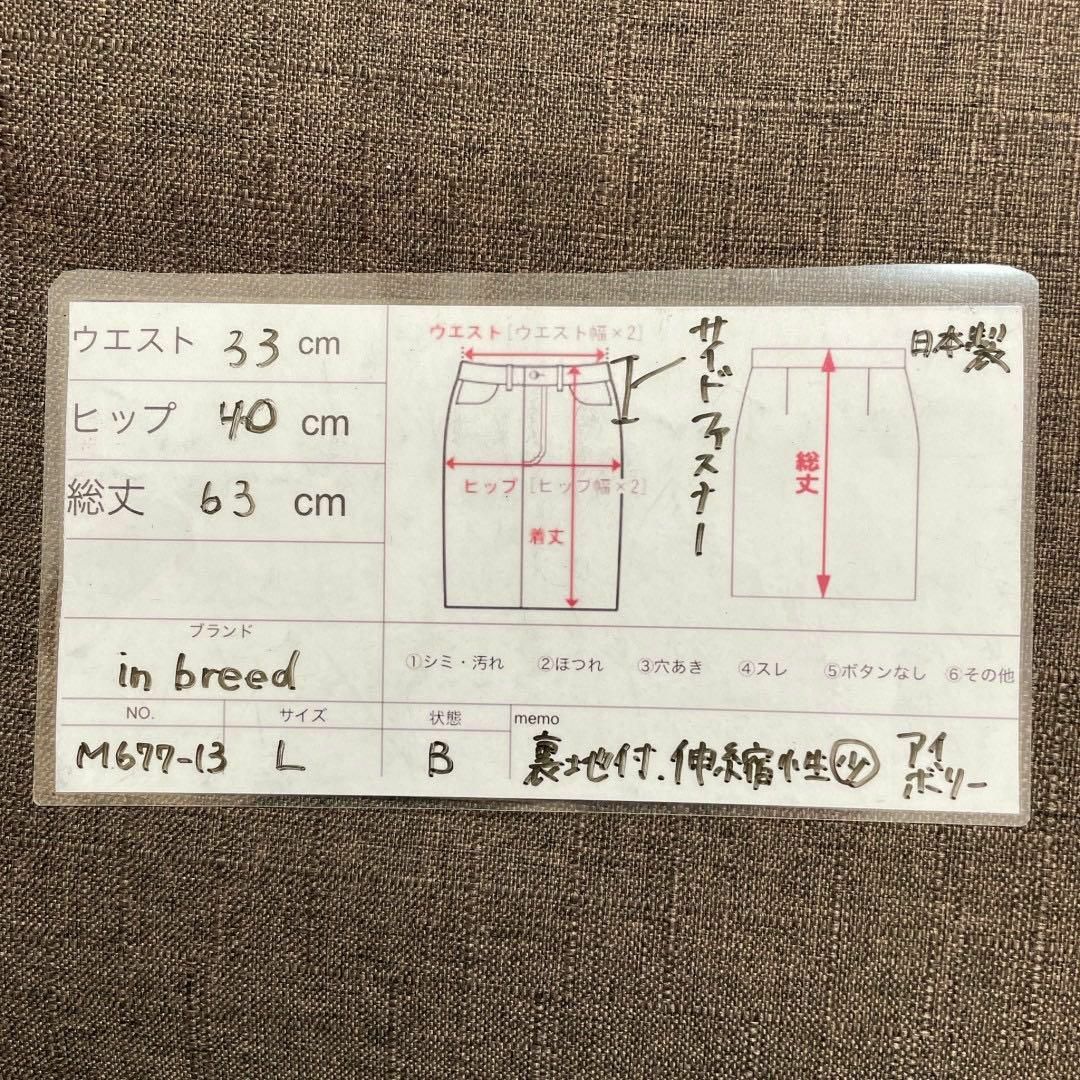 ウエスト 33 cm
ヒップ 40 cm
総丈 63 cm
ウエスト[ウエスト幅×2]
ヒップ [ヒップ幅×2]
着丈
サイドファスナー
総丈
日本製
ブランド
in breed
①シミ・汚れ ②ほつれ ③穴あき ④スレ ⑤ボタンなし ⑥その他
NO. サイズ 状態 memo
M677-13 L B 裏地付.伸縮性少 アイ
ボリー